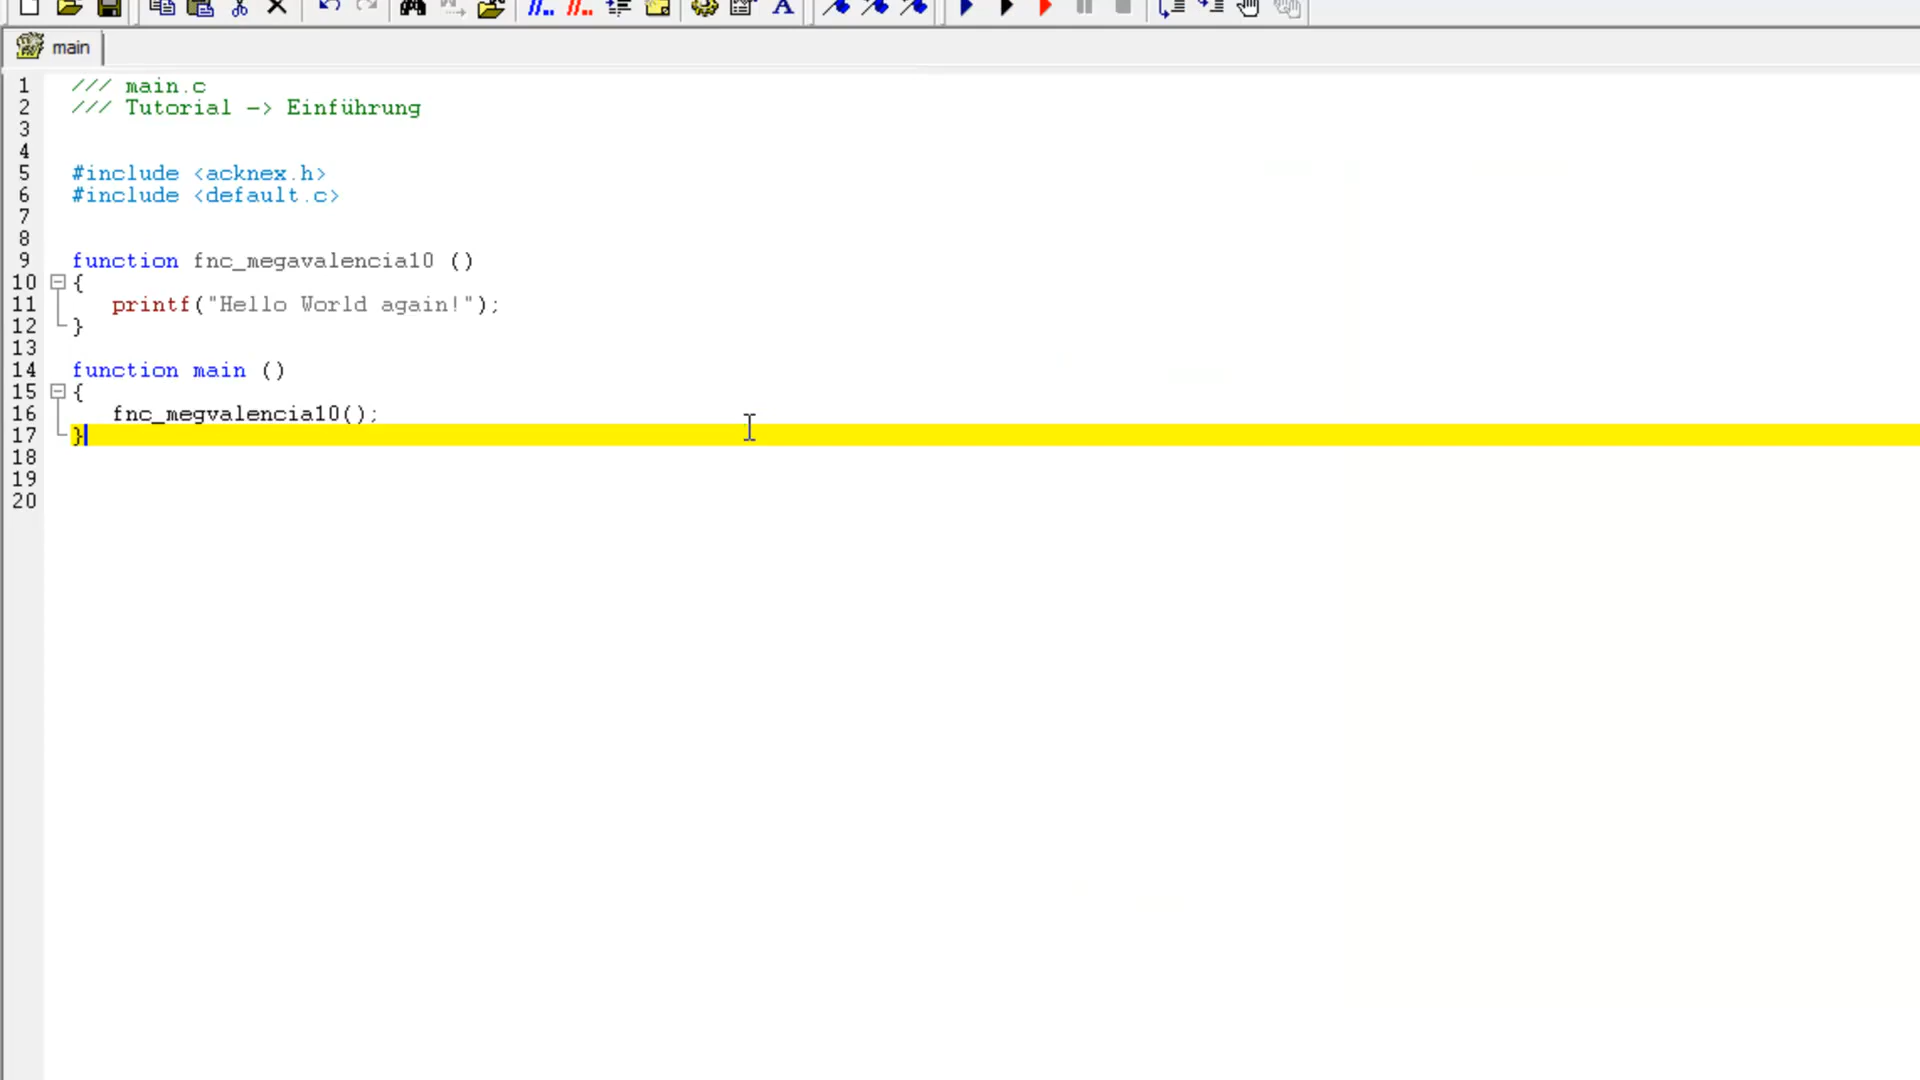 main
1 /// main.c
2 /// Tutorial -> Einführung
3
4
5 #include <acknex.h>
6 #include <default.c>
7
8
9 function fnc_megavalencia10 ()
10 {
11 printf("Hello World again!");
12 }
13
14 function main ()
15 {
16 fnc_megvalencia10();
17 }
18
19
20